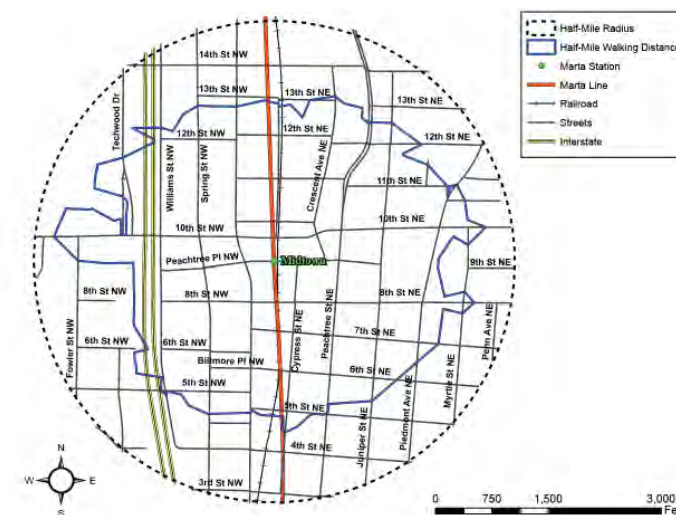 Half-Mile Radius
Half-Mile Walking Distance
Marta Station
Marta Line
Railroad
Streets
Interstate
14th St NW
13th St NW
13th St NE
13th St NE
Techwood Dr
12th St NW
12th St NE
12th St NE
Williams St NW
Spring St NW
Crescent Ave NE
11th St NE
10th St NW
10th St NE
Peachtree Pl NW
Midtown
9th St NE
8th St NW
8th St NW
8th St NE
Cypress St NE
Peachtree St NE
7th St NE
Penn Ave NE
Fowler St NW
6th St NW
6th St NW
Biltmore Pl NW
6th St NE
Myrtle St NE
5th St NW
5th St NE
Juniper St NE
Piedmont Ave NE
4th St NE
3rd St NW
N
W
E
S
0
750
1,500
3,000
Fe